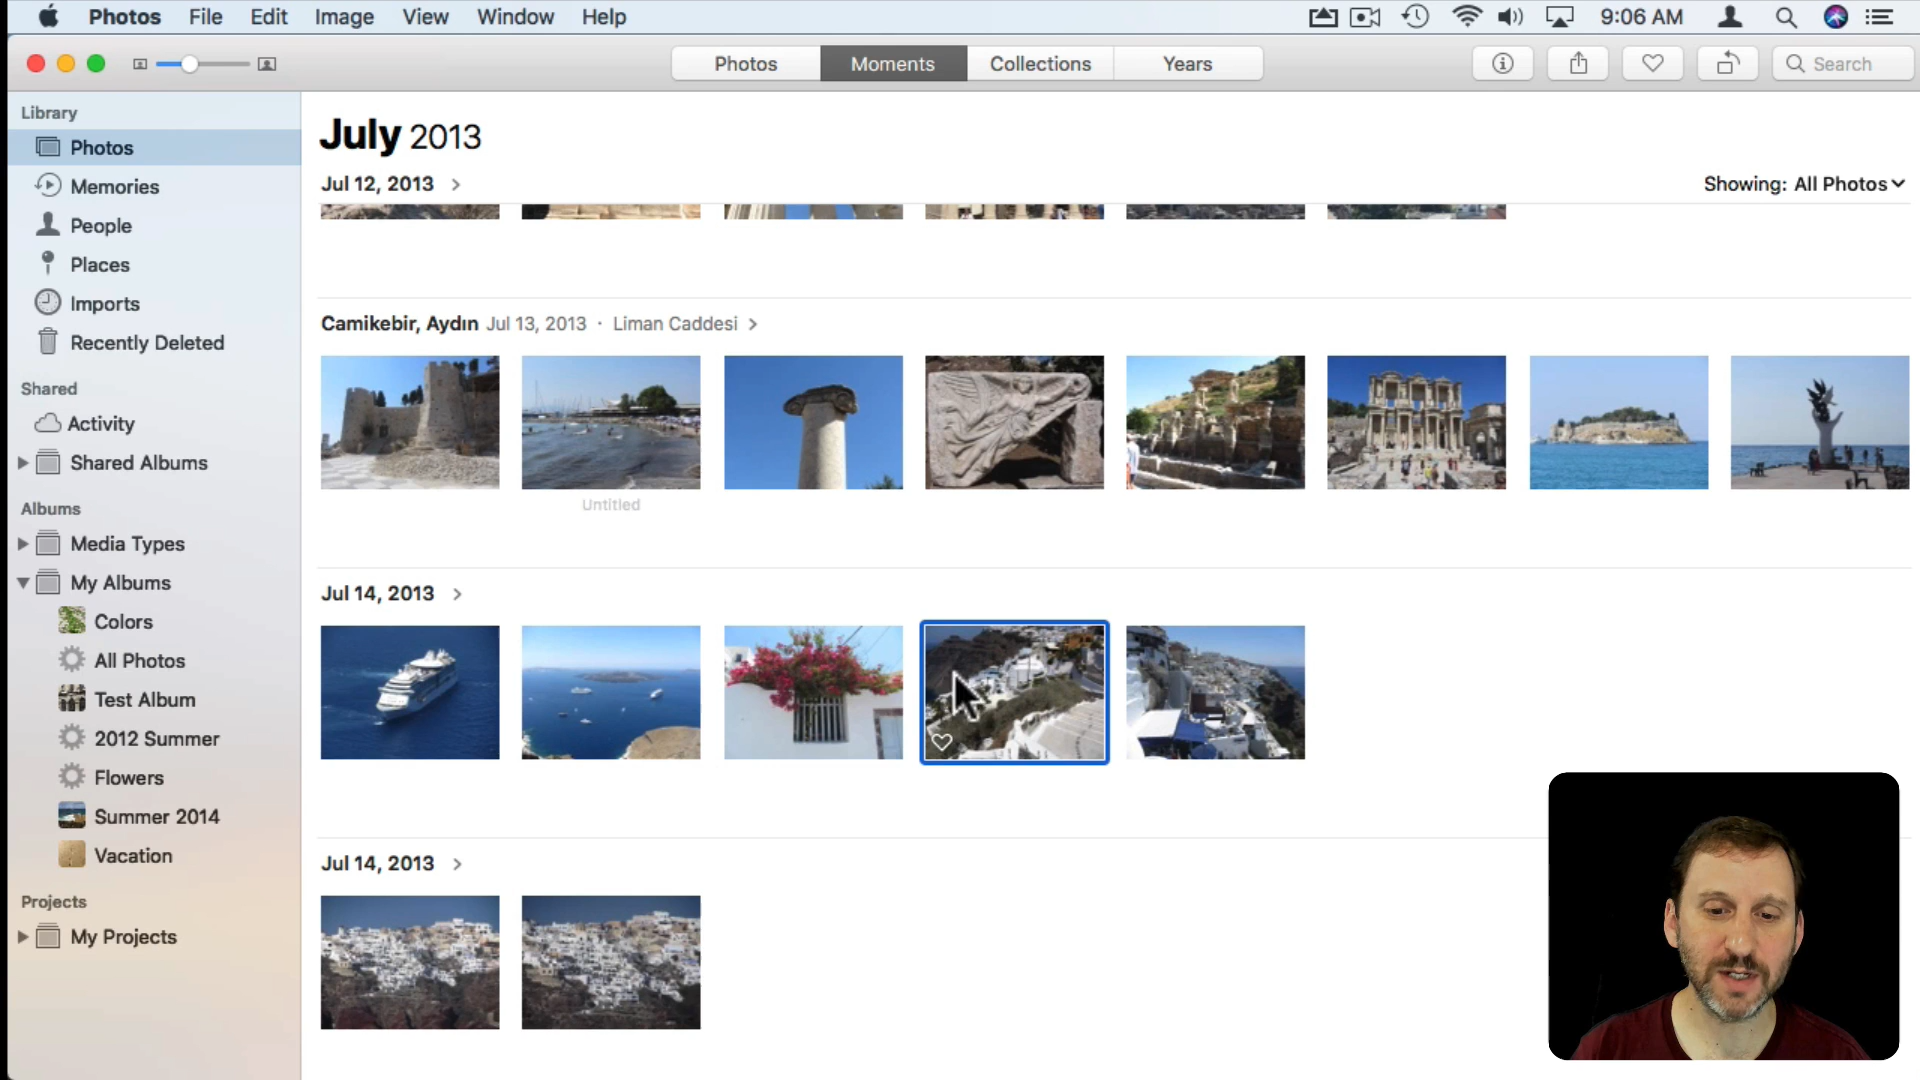 Photos File Edit Image View Window Help 9:06 AM
Photos Moments Collections Years Search
Library
Photos
Memories
People
Places
Imports
Recently Deleted
Shared
Activity
Shared Albums
Albums
Media Types
My Albums
Colors
All Photos
Test Album
2012 Summer
Flowers
Summer 2014
Vacation
Projects
My Projects
July 2013
Jul 12, 2013 >
Showing: All Photos
Camikebir, Aydın Jul 13, 2013 · Liman Caddesi >
Untitled
Jul 14, 2013 >
Jul 14, 2013 >